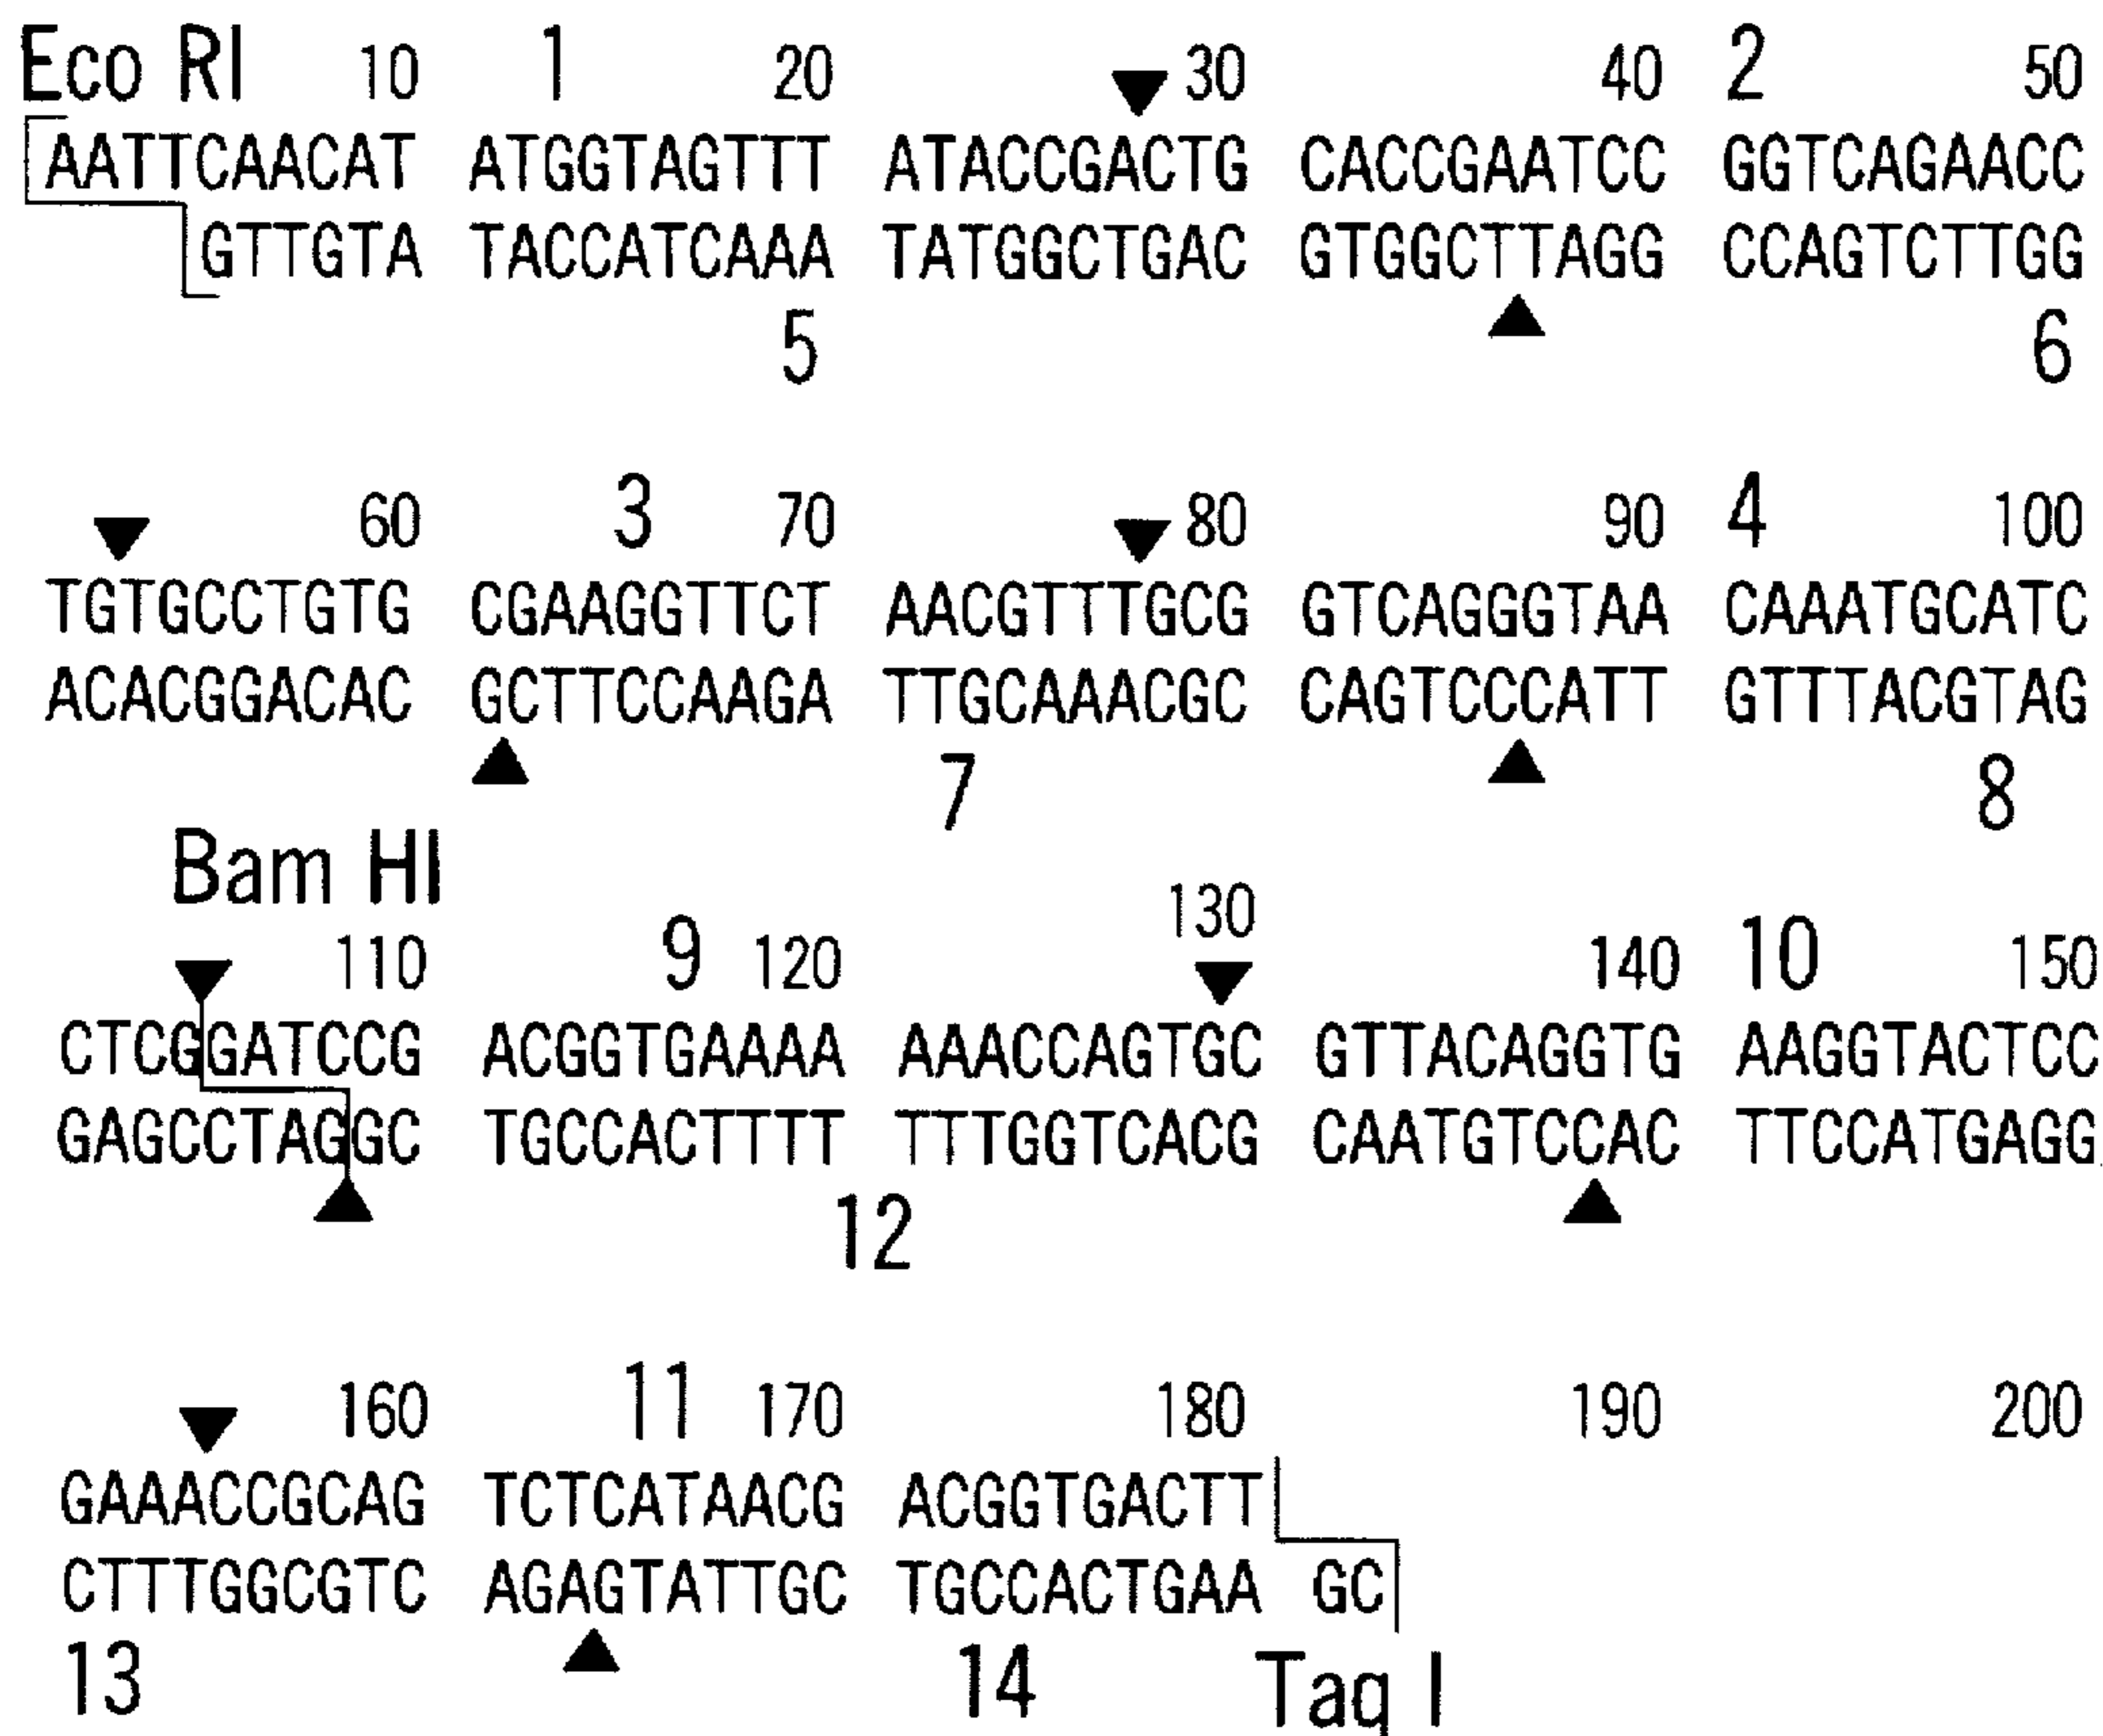 Eco RI 10 1 20 30 40 2 50
AATTCAACAT ATGGTAGTTT ATACCGACTG CACCGAATCC GGTCAGAACC
GTTGTA TACCATCAAA TATGGCTGAC GTGGCTTAGG CCAGTCTTGG
5 6
60 3 70 80 90 4 100
TGTGCCTGTG CGAAGGTTCT AACGTTTGCG GTCAGGGTAA CAAATGCATC
ACACGGACAC GCTTCCAAGA TTGCAAACGC CAGTCCCATT GTTTACGTAG
7 8
Bam HI
110 9 120 130 140 10 150
CTCGGATCCG ACGGTGAAAA AAACCAGTGC GTTACAGGTG AAGGTACTCC
GAGCCTAGGC TGCCACTTTT TTTGGTCACG CAATGTCCAC TTCCATGAGG
12
160 11 170 180 190 200
GAAACCGCAG TCTCATAACG ACGGTGACTT
CTTTGGCGTC AGAGTATTGC TGCCACTGAA GC
13 14 Taq I